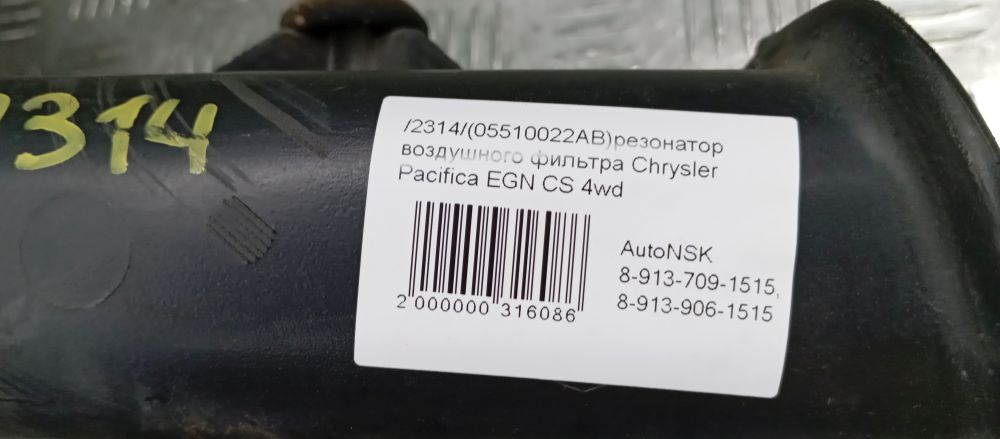 /2314
/2314/(05510022AB)резонатор
воздушного фильтра Chrysler
Pacifica EGN CS 4wd
AutoNSK
8-913-709-1515,
8-913-906-1515
2 000000 316086